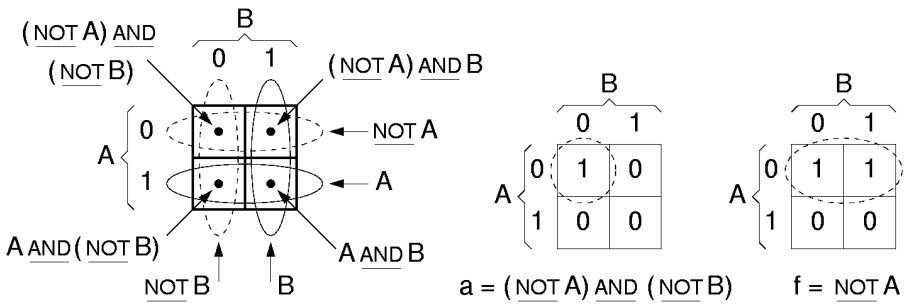 (NOT A) AND
(NOT B)
B
0 1
(NOT A) AND B
A
0
1
NOT A
A
A AND (NOT B)
NOT B
B
A AND B
B
0 1
A
0 1 0
1 0 0
a = (NOT A) AND (NOT B)
B
0 1
A
0 1 1
1 0 0
f = NOT A